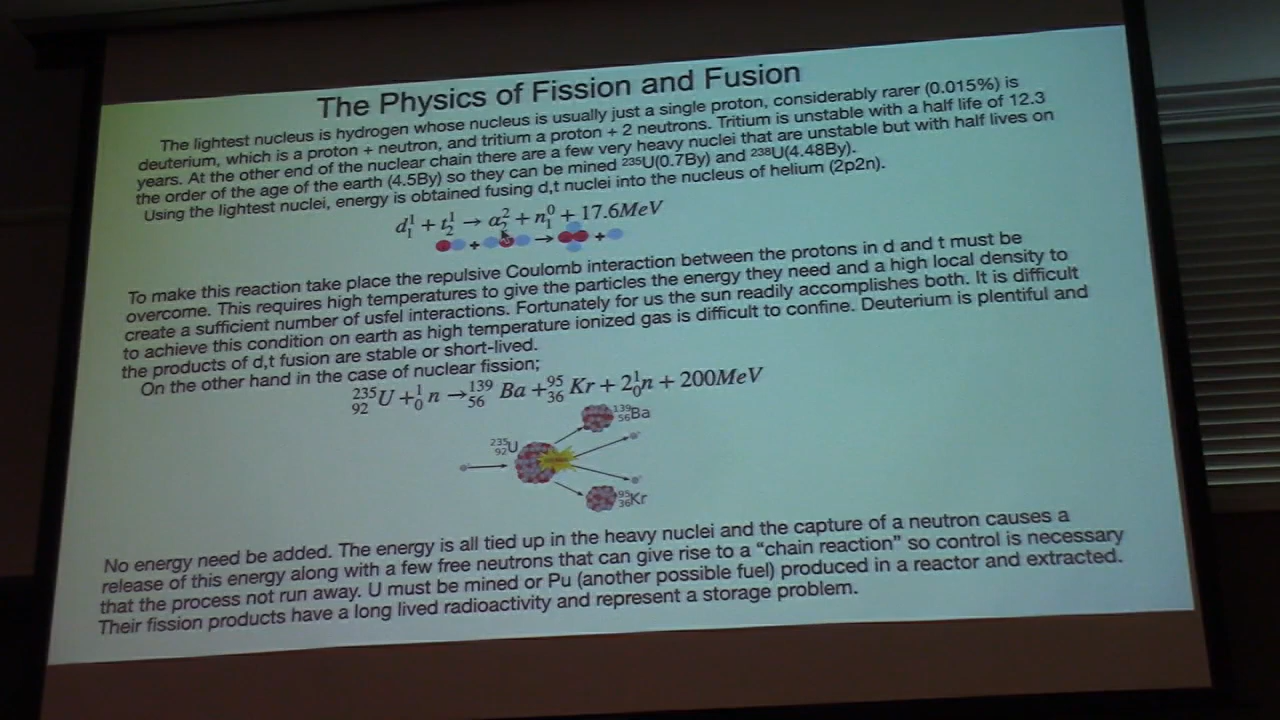 The Physics of Fission and Fusion
The lightest nucleus is hydrogen whose nucleus is usually just a single proton, considerably rarer (0.015%) is
deuterium, which is a proton + neutron, and tritium a proton + 2 neutrons. Tritium is unstable with a half life of 12.3
years. At the other end of the nuclear chain there are a few very heavy nuclei that are unstable but with half lives on
the order of the age of the earth (4.5By) so they can be mined ²³⁵U(0.7By) and ²³⁸U(4.48By).
Using the lightest nuclei, energy is obtained fusing d,t nuclei into the nucleus of helium (2p2n).
d₁¹ + t₂¹ → α₂² + n₁⁰ + 17.6MeV
+ → +
To make this reaction take place the repulsive Coulomb interaction between the protons in d and t must be
overcome. This requires high temperatures to give the particles the energy they need and a high local density to
create a sufficient number of usfel interactions. Fortunately for us the sun readily accomplishes both. It is difficult
to achieve this condition on earth as high temperature ionized gas is difficult to confine. Deuterium is plentiful and
the products of d,t fusion are stable or short-lived.
On the other hand in the case of nuclear fission;
²³⁵₉₂U + ¹₀n → ¹³⁹₅₆Ba + ⁹⁵₃₆Kr + 2¹₀n + 200MeV
¹³⁹₅₆Ba
²³⁵₉₂U
⁹⁵₃₆Kr
No energy need be added. The energy is all tied up in the heavy nuclei and the capture of a neutron causes a
release of this energy along with a few free neutrons that can give rise to a “chain reaction” so control is necessary
that the process not run away. U must be mined or Pu (another possible fuel) produced in a reactor and extracted.
Their fission products have a long lived radioactivity and represent a storage problem.